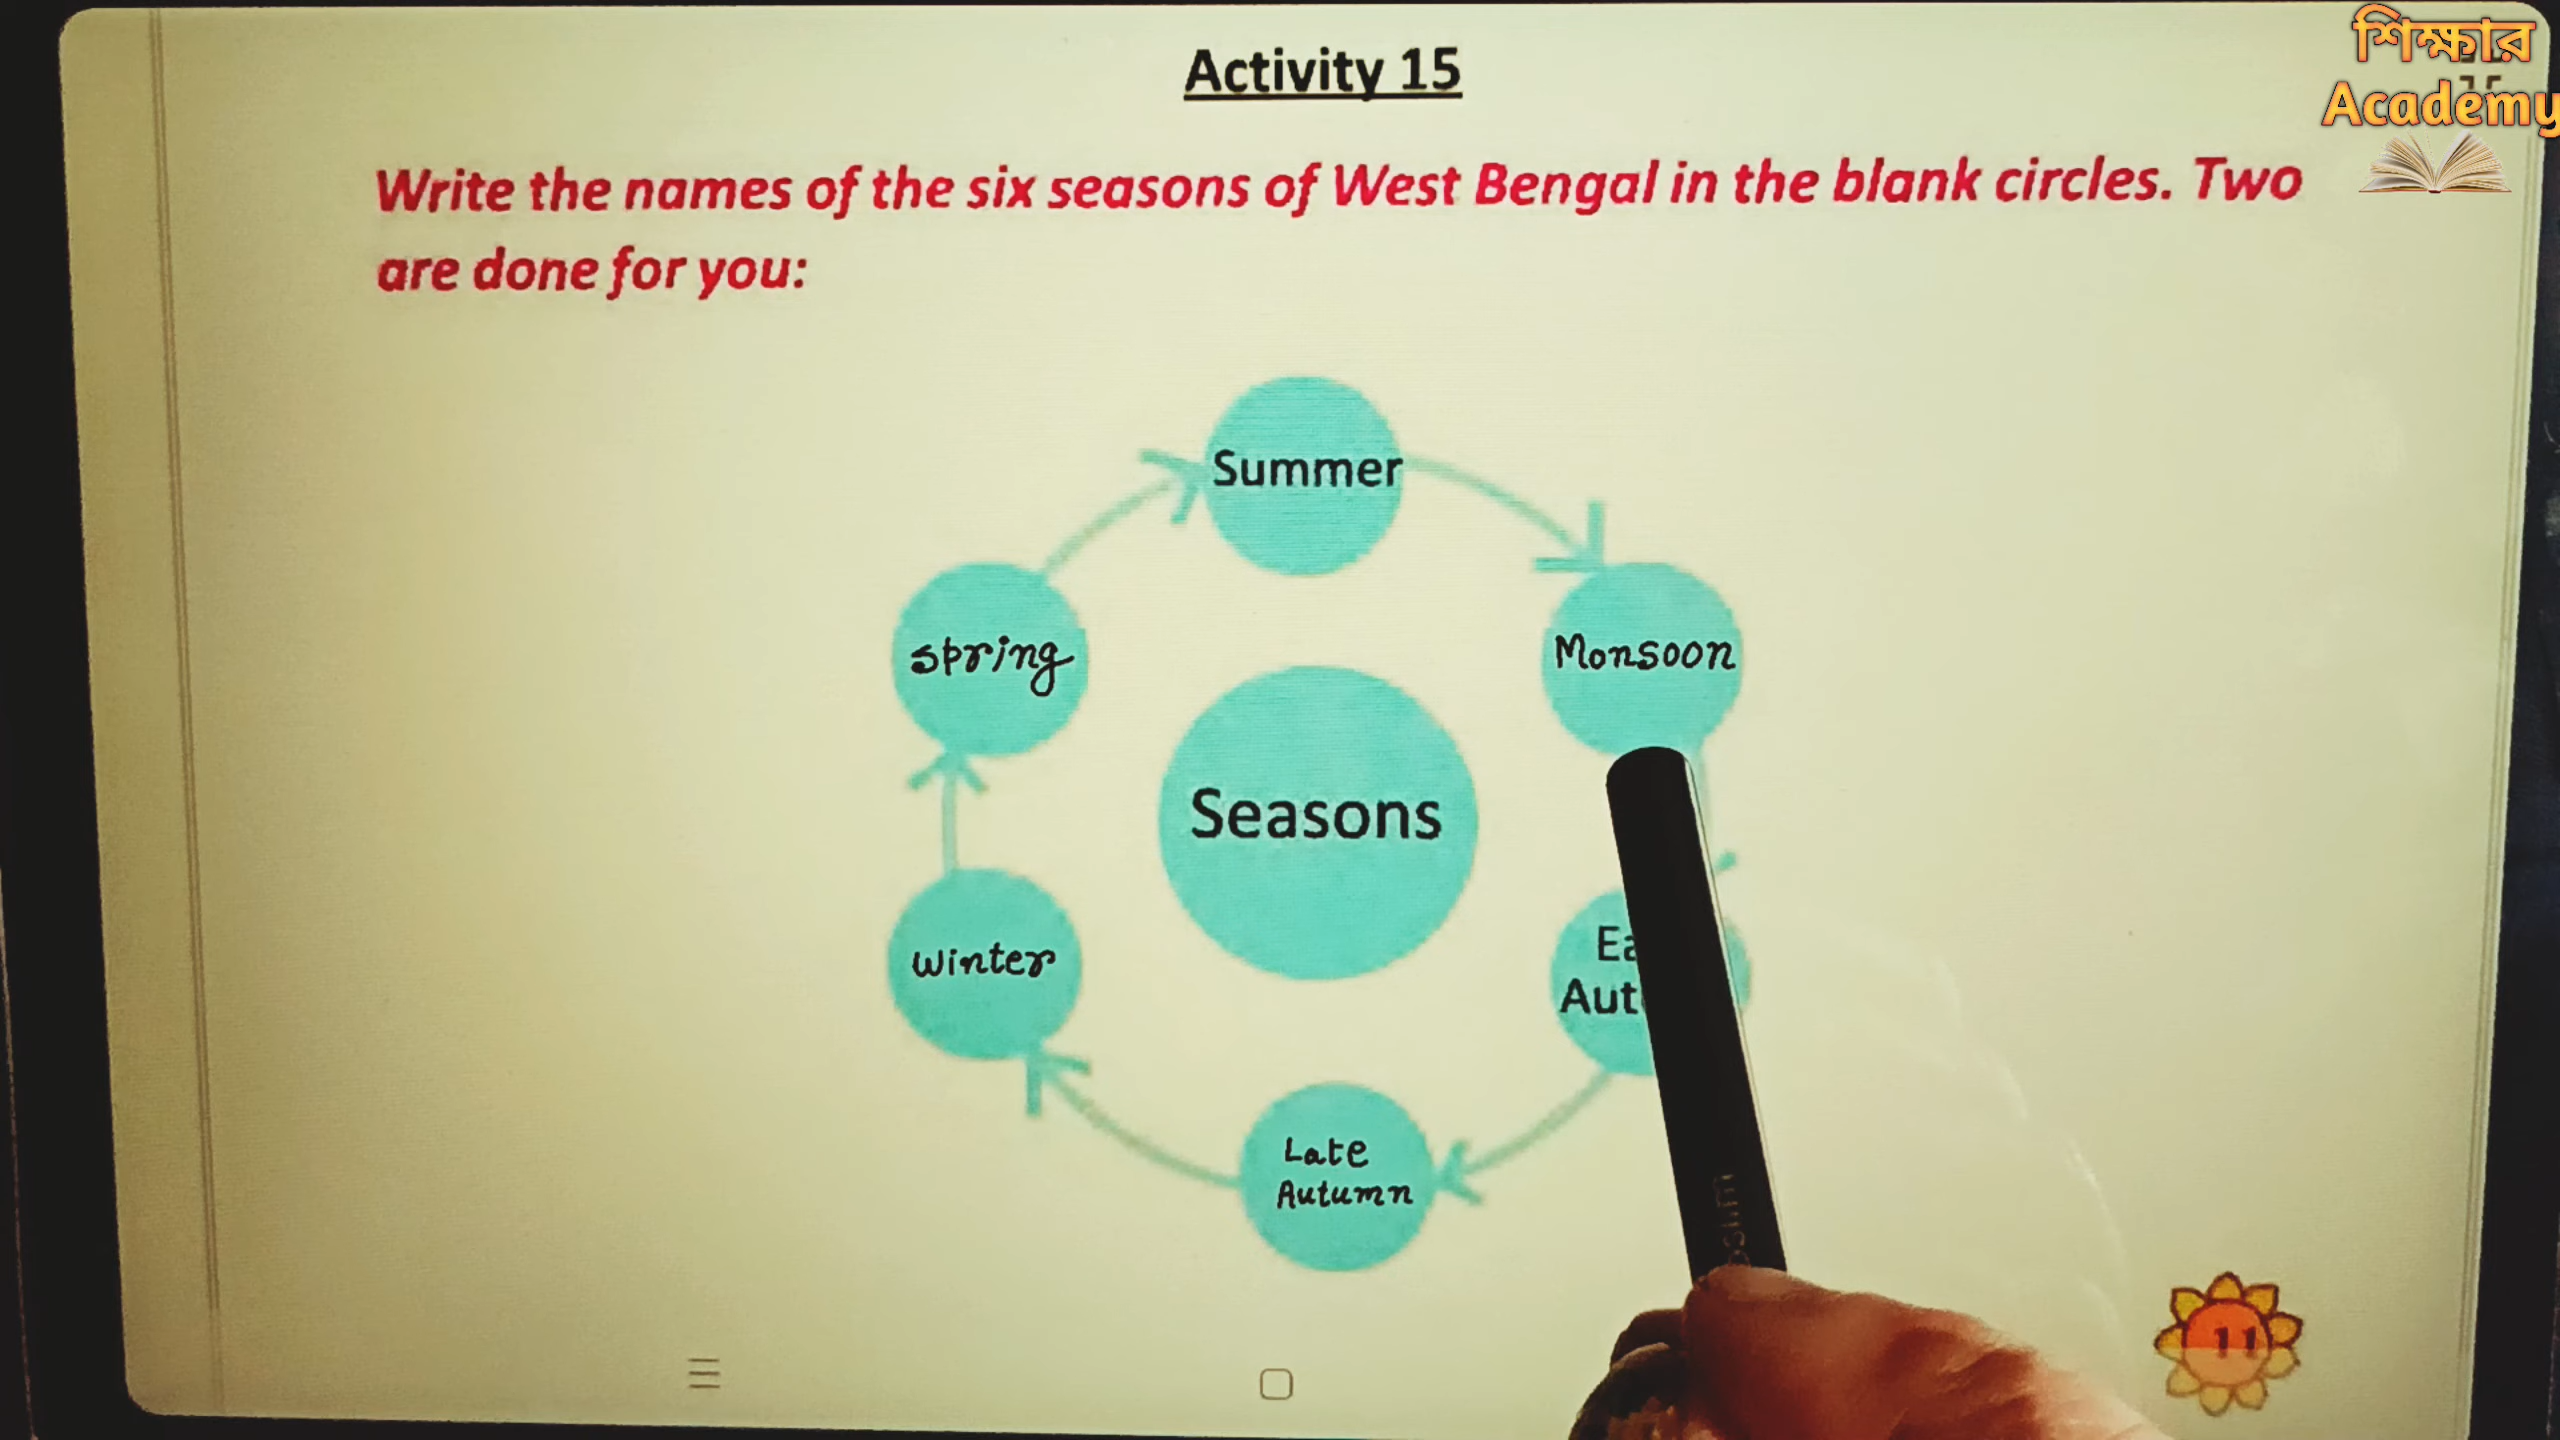 শিক্ষার
Academy
Activity 15
Write the names of the six seasons of West Bengal in the blank circles. Two
are done for you:
Summer
Monsoon
Late
Autumn
Winter
Spring
Seasons
11